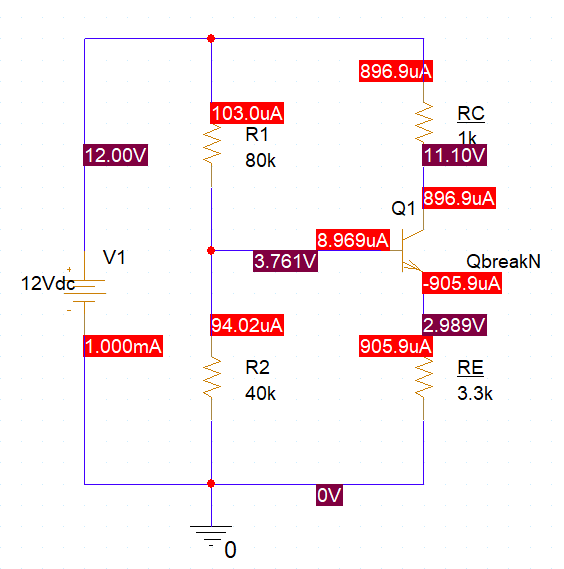 896.9uA
103.0uA
RC
R1
1k
12.00V
80k
11.10V
896.9uA
Q1
8.969uA
V1
3.761V
QbreakN
+
12Vdc
-905.9uA
-
94.02uA
2.989V
1.000mA
905.9uA
R2
RE
40k
3.3k
0V
0